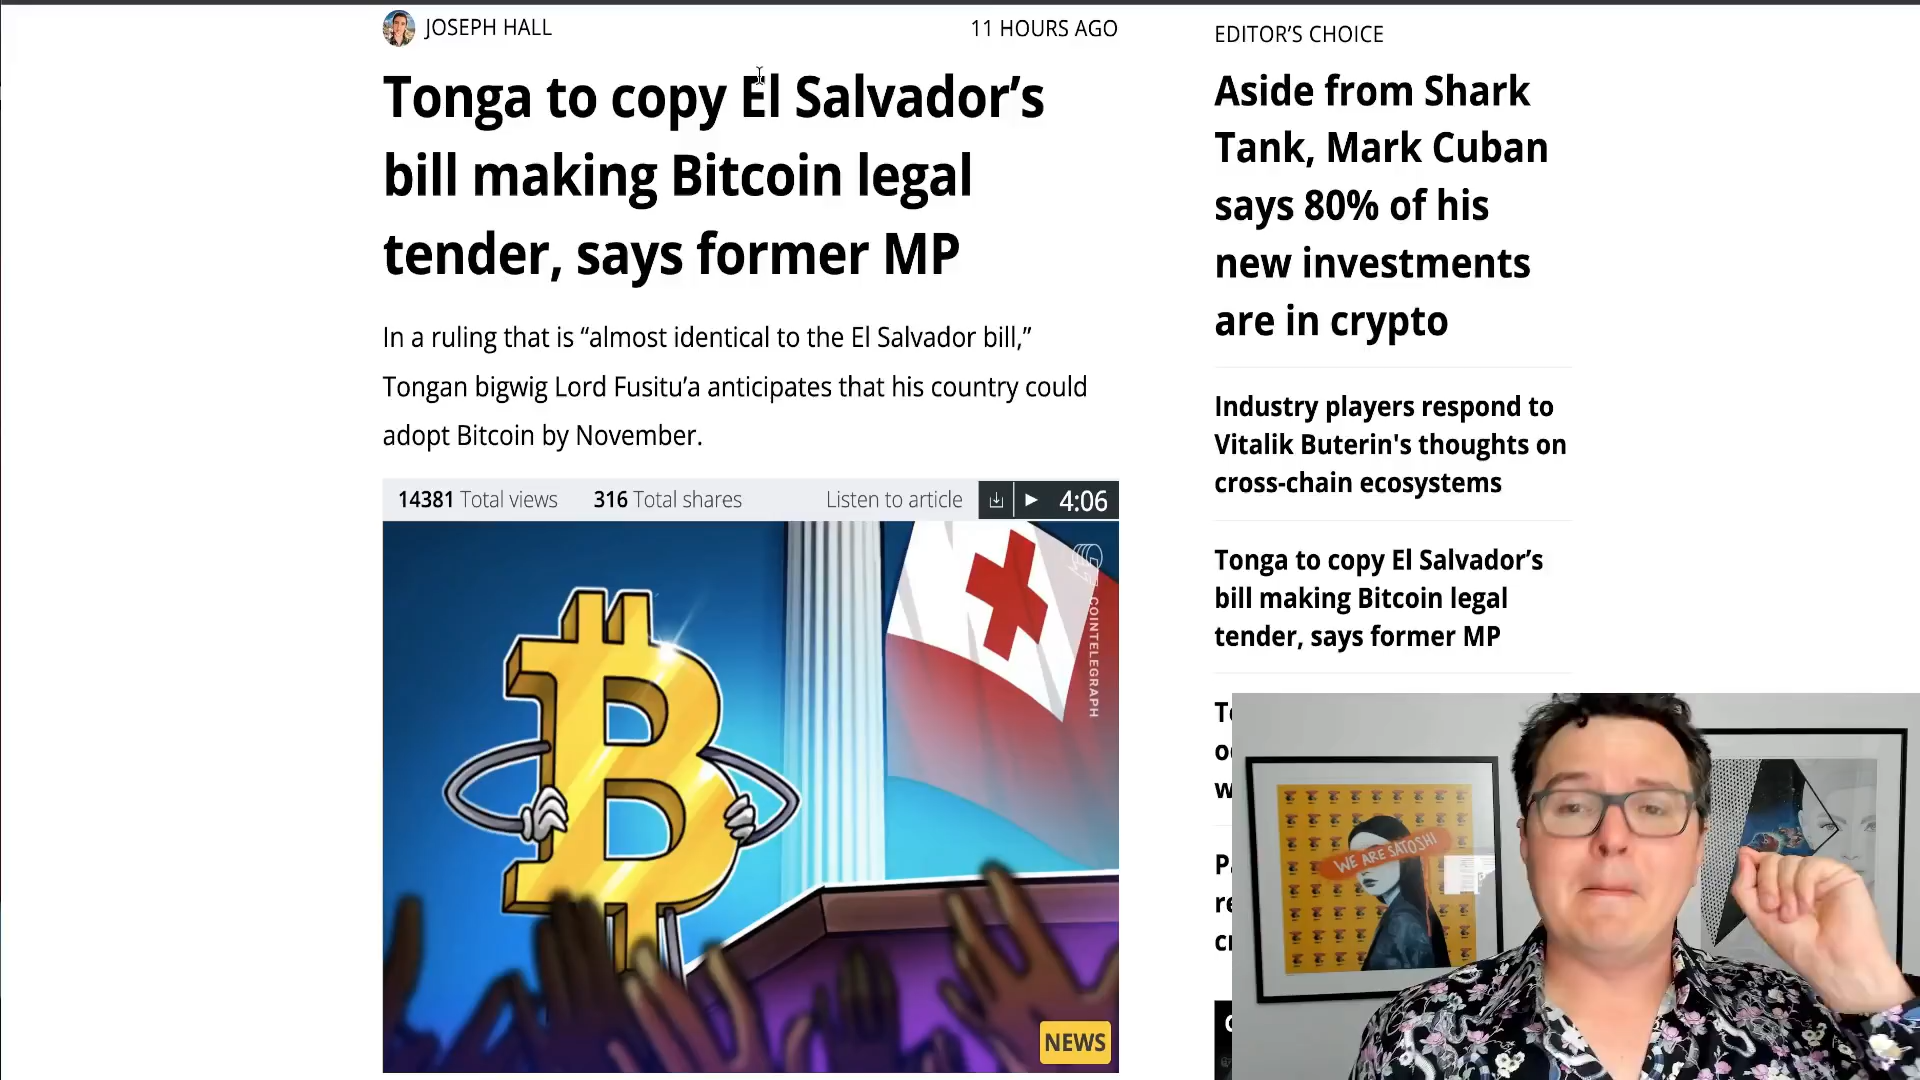 JOSEPH HALL
11 HOURS AGO
Tonga to copy El Salvador’s
bill making Bitcoin legal
tender, says former MP
In a ruling that is “almost identical to the El Salvador bill,”
Tongan bigwig Lord Fusitu’a anticipates that his country could
adopt Bitcoin by November.
14381 Total views
316 Total shares
Listen to article
4:06
COINTELEGRAPH
NEWS
EDITOR’S CHOICE
Aside from Shark
Tank, Mark Cuban
says 80% of his
new investments
are in crypto
Industry players respond to
Vitalik Buterin's thoughts on
cross-chain ecosystems
Tonga to copy El Salvador’s
bill making Bitcoin legal
tender, says former MP
WE ARE SATOSHI